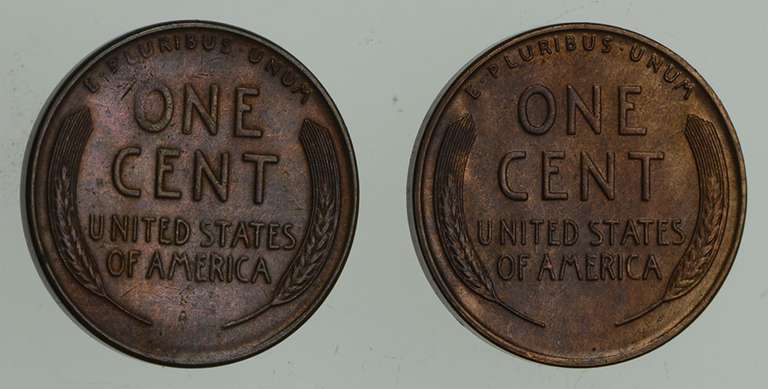 E·PLURIBUS·UNUM
ONE
CENT
UNITED STATES
OF AMERICA
E·PLURIBUS·UNUM
ONE
CENT
UNITED STATES
OF AMERICA